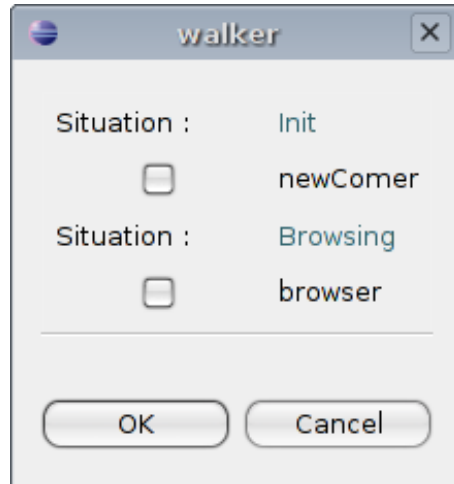 walker
Situation : Init
newComer
Situation : Browsing
browser
OK Cancel